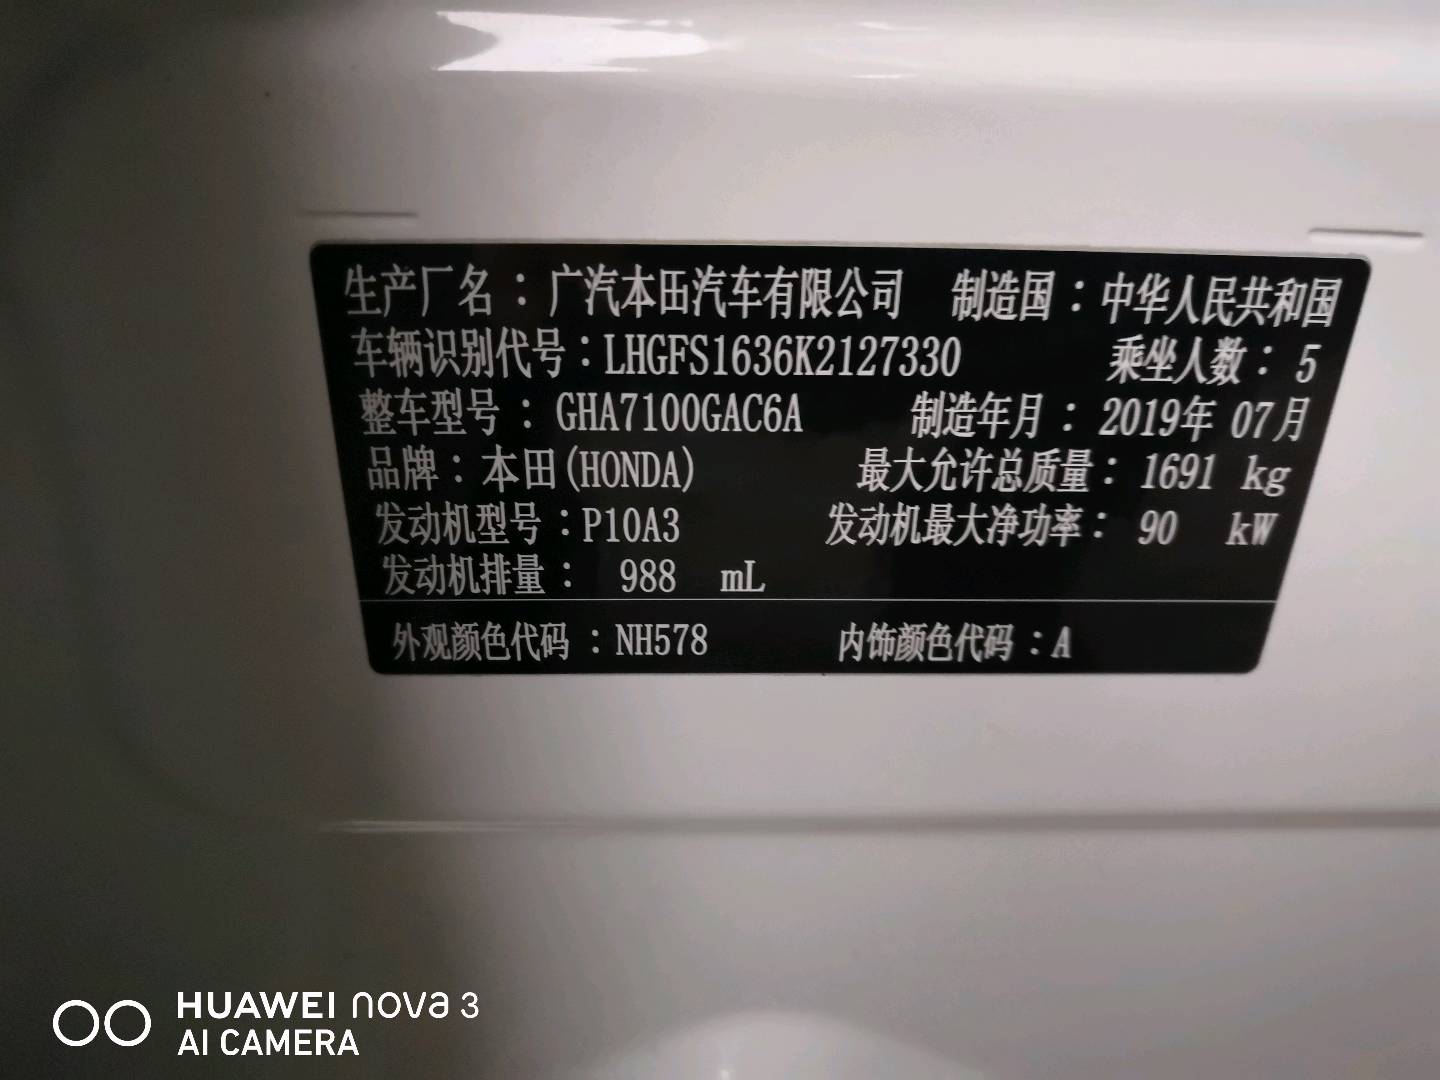 生产厂名：广汽本田汽车有限公司 制造国：中华人民共和国
车辆识别代号：LHGFS1636K2127330 乘坐人数：5
整车型号：GHA7100GAC6A 制造年月：2019年 07月
品牌：本田(HONDA) 最大允许总质量：1691 kg
发动机型号：P10A3 发动机最大净功率：90 kW
发动机排量：988 mL
外观颜色代码：NH578 内饰颜色代码：A
HUAWEI nova 3
AI CAMERA